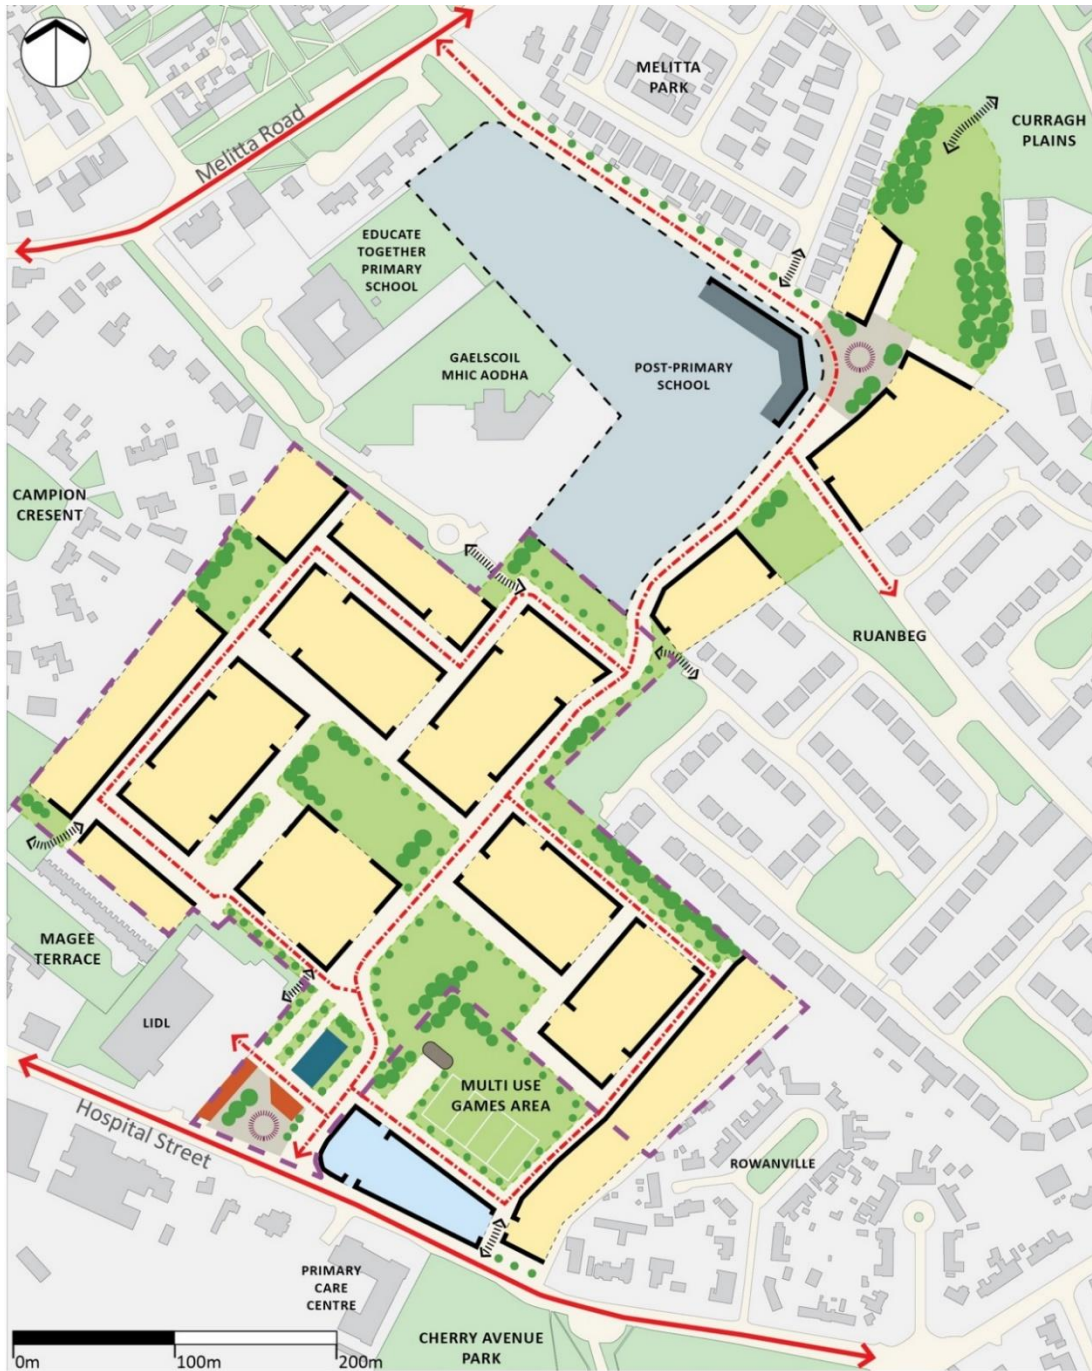 MELITTA
PARK
CURRAGH
PLAINS
Melitta Road
EDUCATE
TOGETHER
PRIMARY
SCHOOL
GAELSCOIL
MHIC AODHA
POST-PRIMARY
SCHOOL
CAMPION
CRESENT
RUANBEG
MAGEE
TERRACE
LIDL
MULTI USE
GAMES AREA
Hospital Street
ROWANVILLE
PRIMARY
CARE
CENTRE
CHERRY AVENUE
PARK
0m 100m 200m